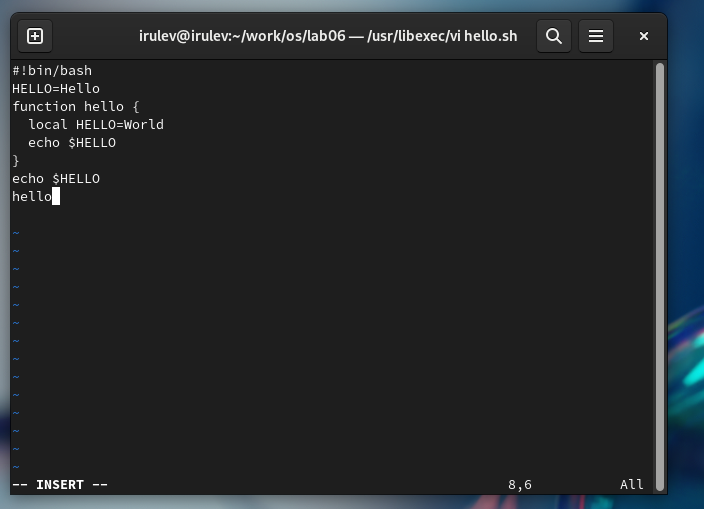 irulev@irulev:~/work/os/lab06 — /usr/libexec/vi hello.sh
#!bin/bash
HELLO=Hello
function hello {
  local HELLO=World
  echo $HELLO
}
echo $HELLO
hello
~
~
~
~
~
~
~
~
~
~
~
~
~
~
-- INSERT -- 8,6 All